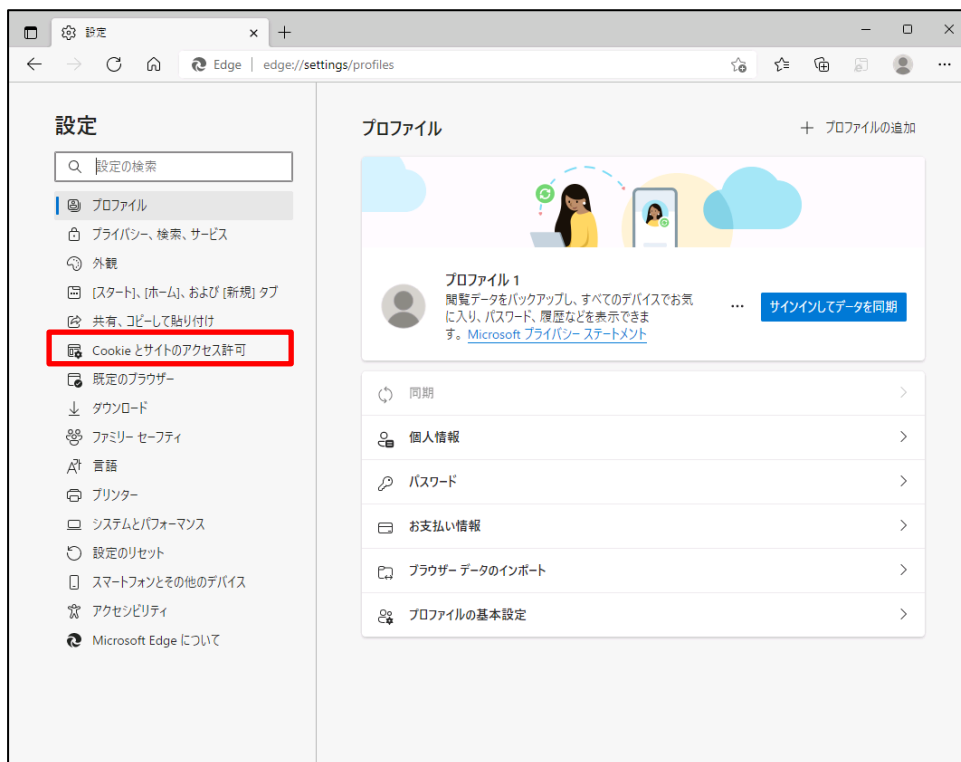 設定
Edge | edge://settings/profiles
設定
設定の検索
プロファイル
プライバシー、検索、サービス
外観
[スタート]、[ホーム]、および [新規] タブ
共有、コピーして貼り付け
Cookie とサイトのアクセス許可
既定のブラウザー
ダウンロード
ファミリー セーフティ
言語
プリンター
システムとパフォーマンス
設定のリセット
スマートフォンとその他のデバイス
アクセシビリティ
Microsoft Edge について
プロファイル
プロファイルの追加
プロファイル 1
閲覧データをバックアップし、すべてのデバイスでお気
に入り、パスワード、履歴などを表示できま
す。Microsoft プライバシー ステートメント
サインインしてデータを同期
同期
個人情報
パスワード
お支払い情報
ブラウザー データのインポート
プロファイルの基本設定